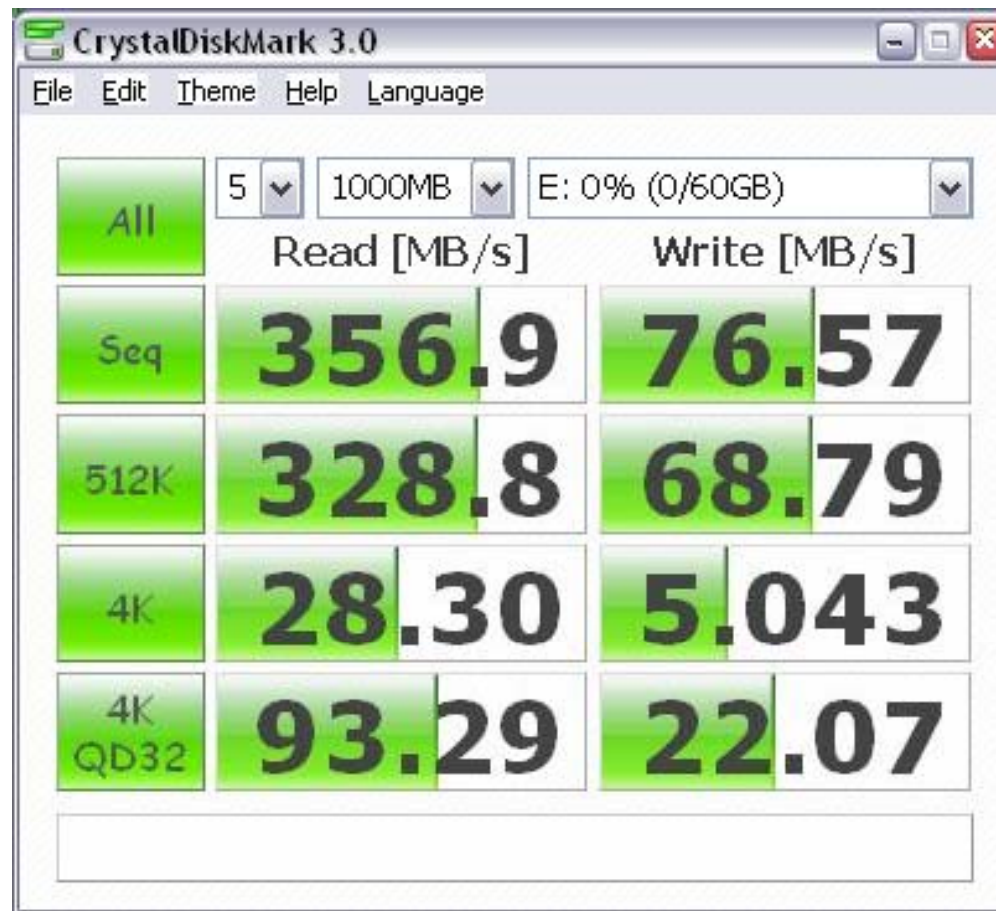 CrystalDiskMark 3.0
File Edit Theme Help Language
All 5 1000MB E: 0% (0/60GB)
Read [MB/s] Write [MB/s]
Seq 356.9 76.57
512K 328.8 68.79
4K 28.30 5.043
4K QD32 93.29 22.07